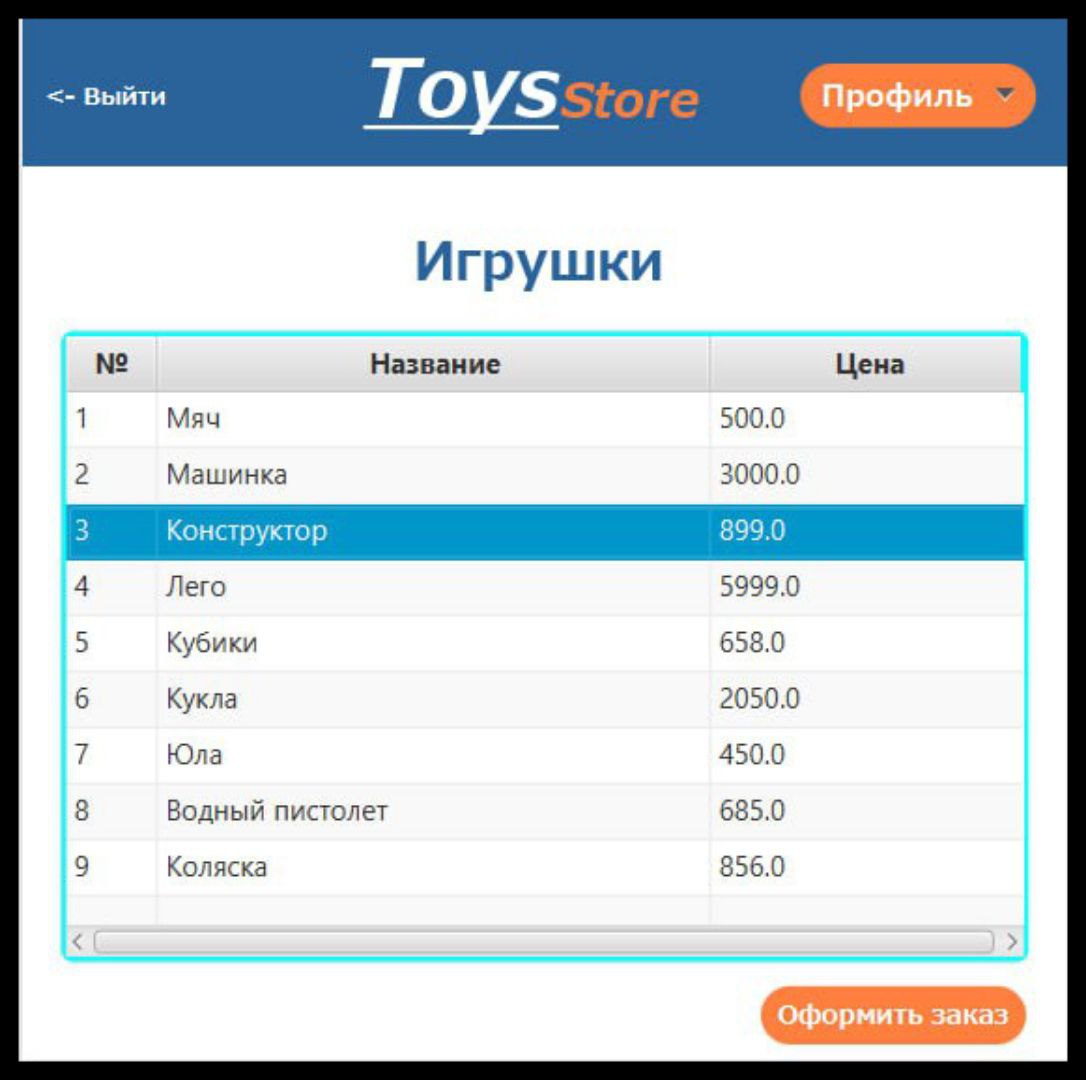 <- Выйти
ToysStore
Профиль
Игрушки
№ Название Цена
1 Мяч 500.0
2 Машинка 3000.0
3 Конструктор 899.0
4 Лего 5999.0
5 Кубики 658.0
6 Кукла 2050.0
7 Юла 450.0
8 Водный пистолет 685.0
9 Коляска 856.0
Оформить заказ